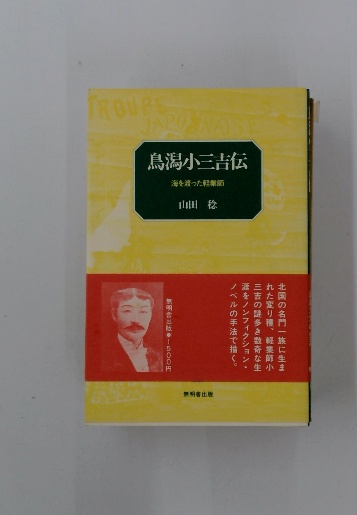 TROUPE
鳥潟小三吉伝
海を渡った軽業師
山田 稔
北国の名門一族に生ま
れた変り種、軽業師小
三吉の謎多き数奇な生
涯をノンフィクション・
ノベルの手法で描く。
無明舎出版●1500円
無明舎出版